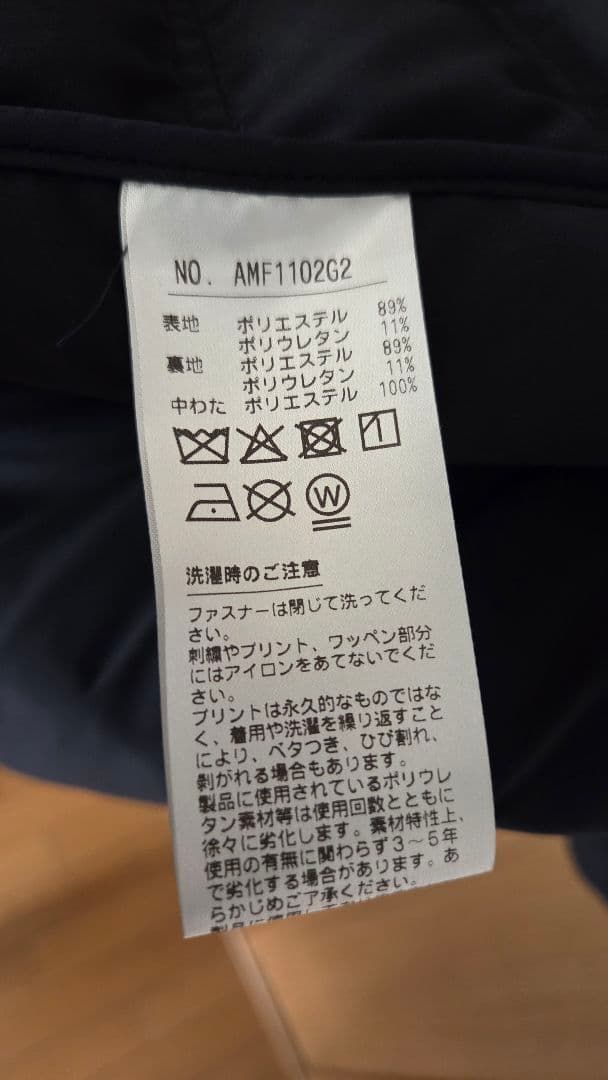 NO. AMF1102G2
表地 ポリエステル 89%
ポリウレタン 11%
裏地 ポリエステル 89%
ポリウレタン 11%
中わた ポリエステル 100%
W
洗濯時のご注意
ファスナーは閉じて洗ってくだ
さい。
刺繍やプリント、ワッペン部分
にはアイロンをあてないでくだ
さい。
プリントは永久的なものではな
く、着用や洗濯を繰り返すこと
により、ベタつき、ひび割れ、
剥がれる場合もあります。
製品に使用されているポリウレ
タン素材等は使用回数とともに
徐々に劣化します。素材特性上、
使用の有無に関わらず3～5年
で劣化する場合があります。あ
らかじめご了承ください。